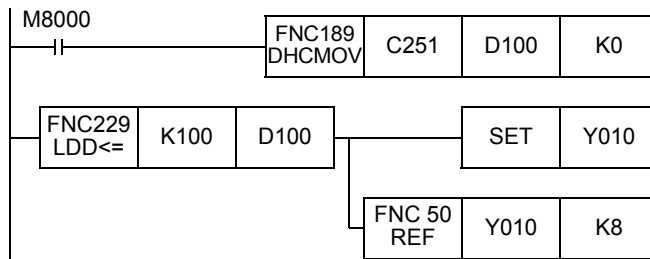 M8000
FNC189 DHCMOV C251 D100 K0
FNC229 LDD<= K100 D100 SET Y010
FNC 50 REF Y010 K8